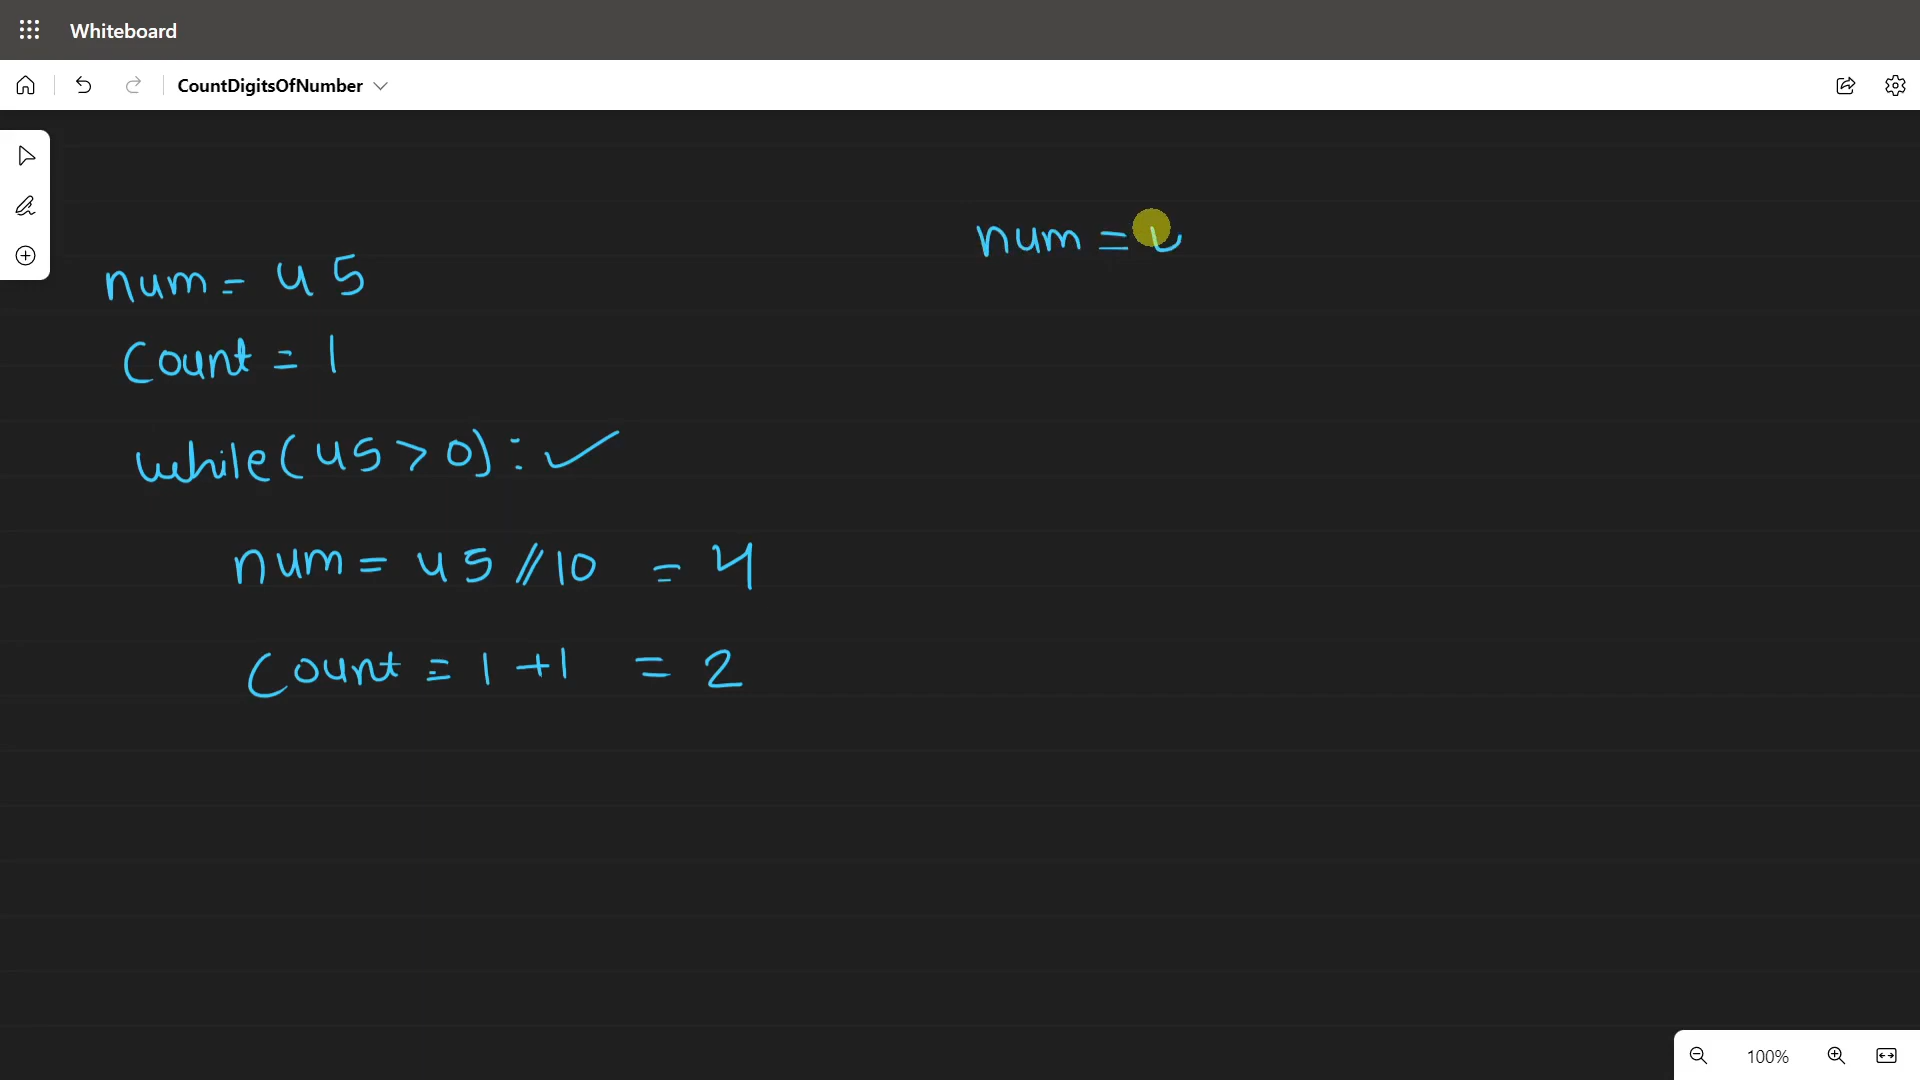 Whiteboard
CountDigitsOfNumber
num = 45
Count = 1
while(45 > 0) :
num = 45 // 10 = 4
Count = 1 + 1 = 2
num =
100%